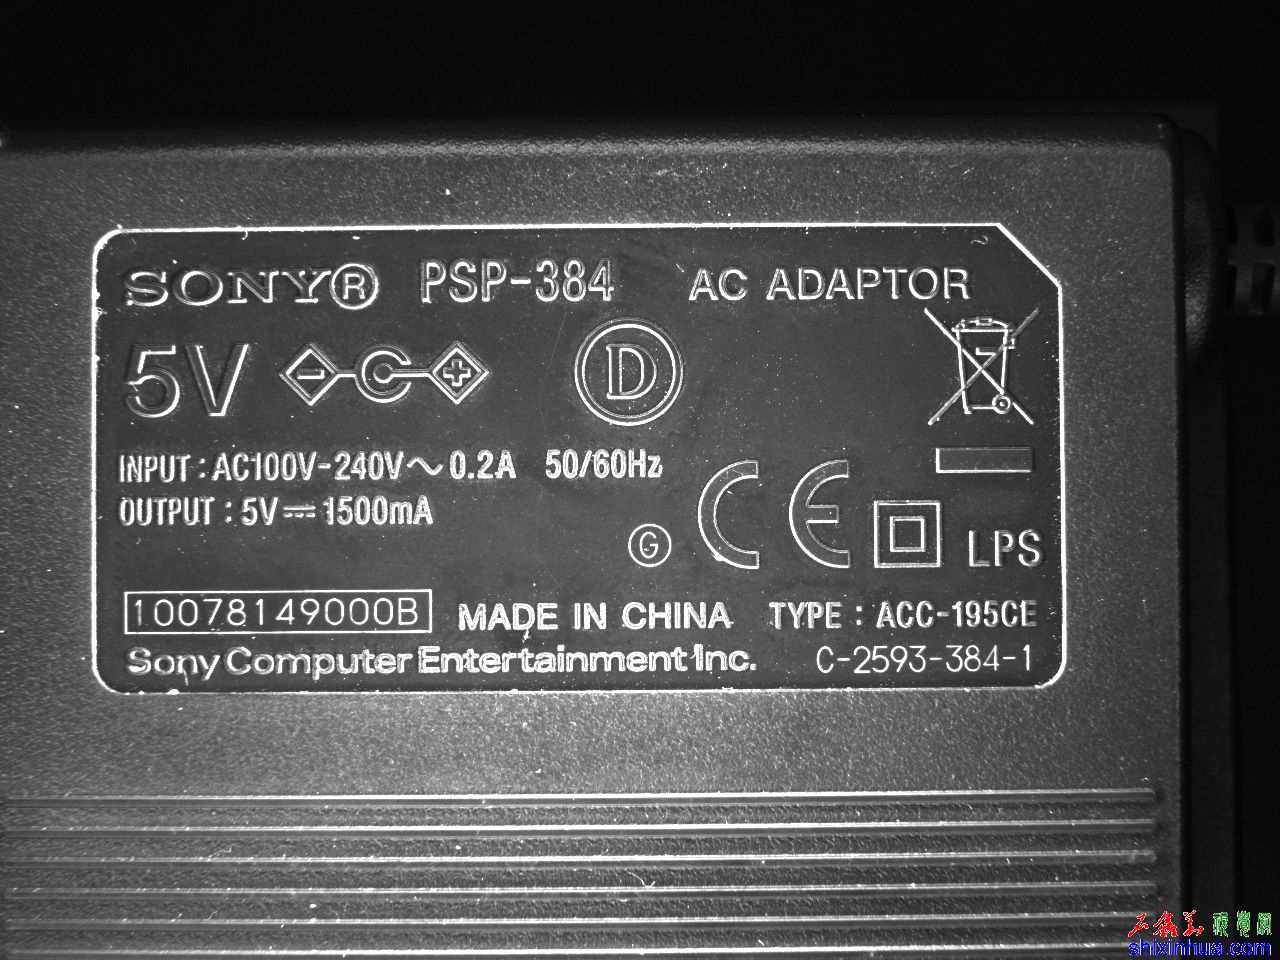 SONY® PSP-384 AC ADAPTOR
5V D
INPUT : AC100V-240V～0.2A 50/60Hz
OUTPUT : 5V⎓1500mA
G CE LPS
10078149000B MADE IN CHINA TYPE : ACC-195CE
Sony Computer Entertainment Inc. C-2593-384-1
shixinhua.com